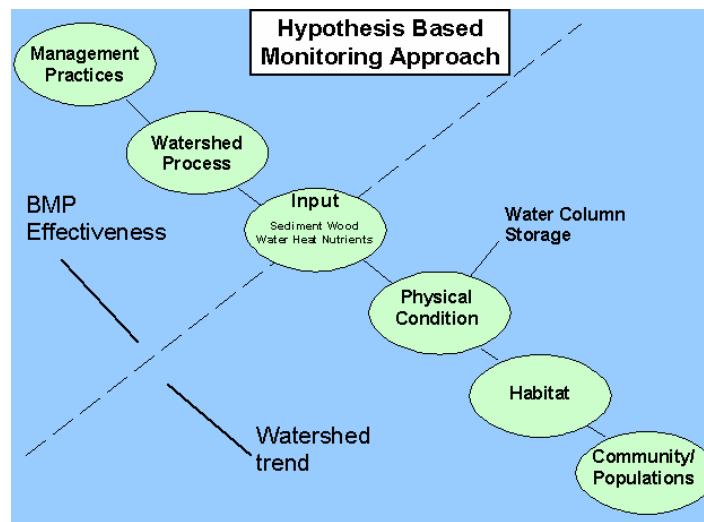 Hypothesis Based
Monitoring Approach
Management
Practices
Watershed
Process
Input
Sediment Wood
Water Heat Nutrients
BMP
Effectiveness
Water Column
Storage
Physical
Condition
Habitat
Watershed
trend
Community/
Populations